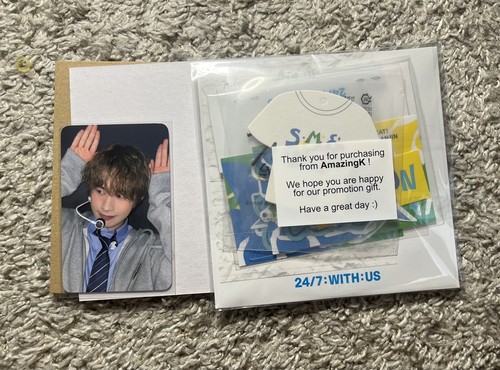 Thank you for purchasing
from AmazingK !
We hope you are happy
for our promotion gift.
Have a great day :)
24/7:WITH:US